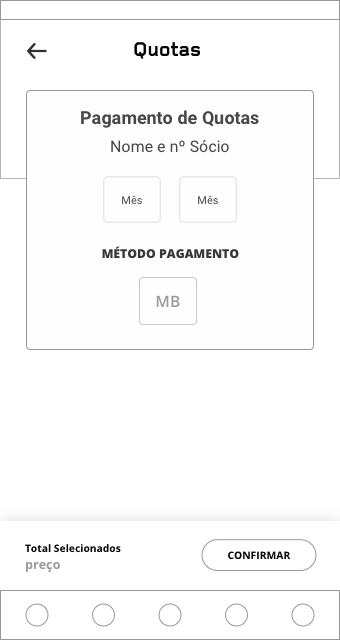 Quotas
Pagamento de Quotas
Nome e nº Sócio
Mês Mês
MÉTODO PAGAMENTO
MB
Total Selecionados
preço
CONFIRMAR